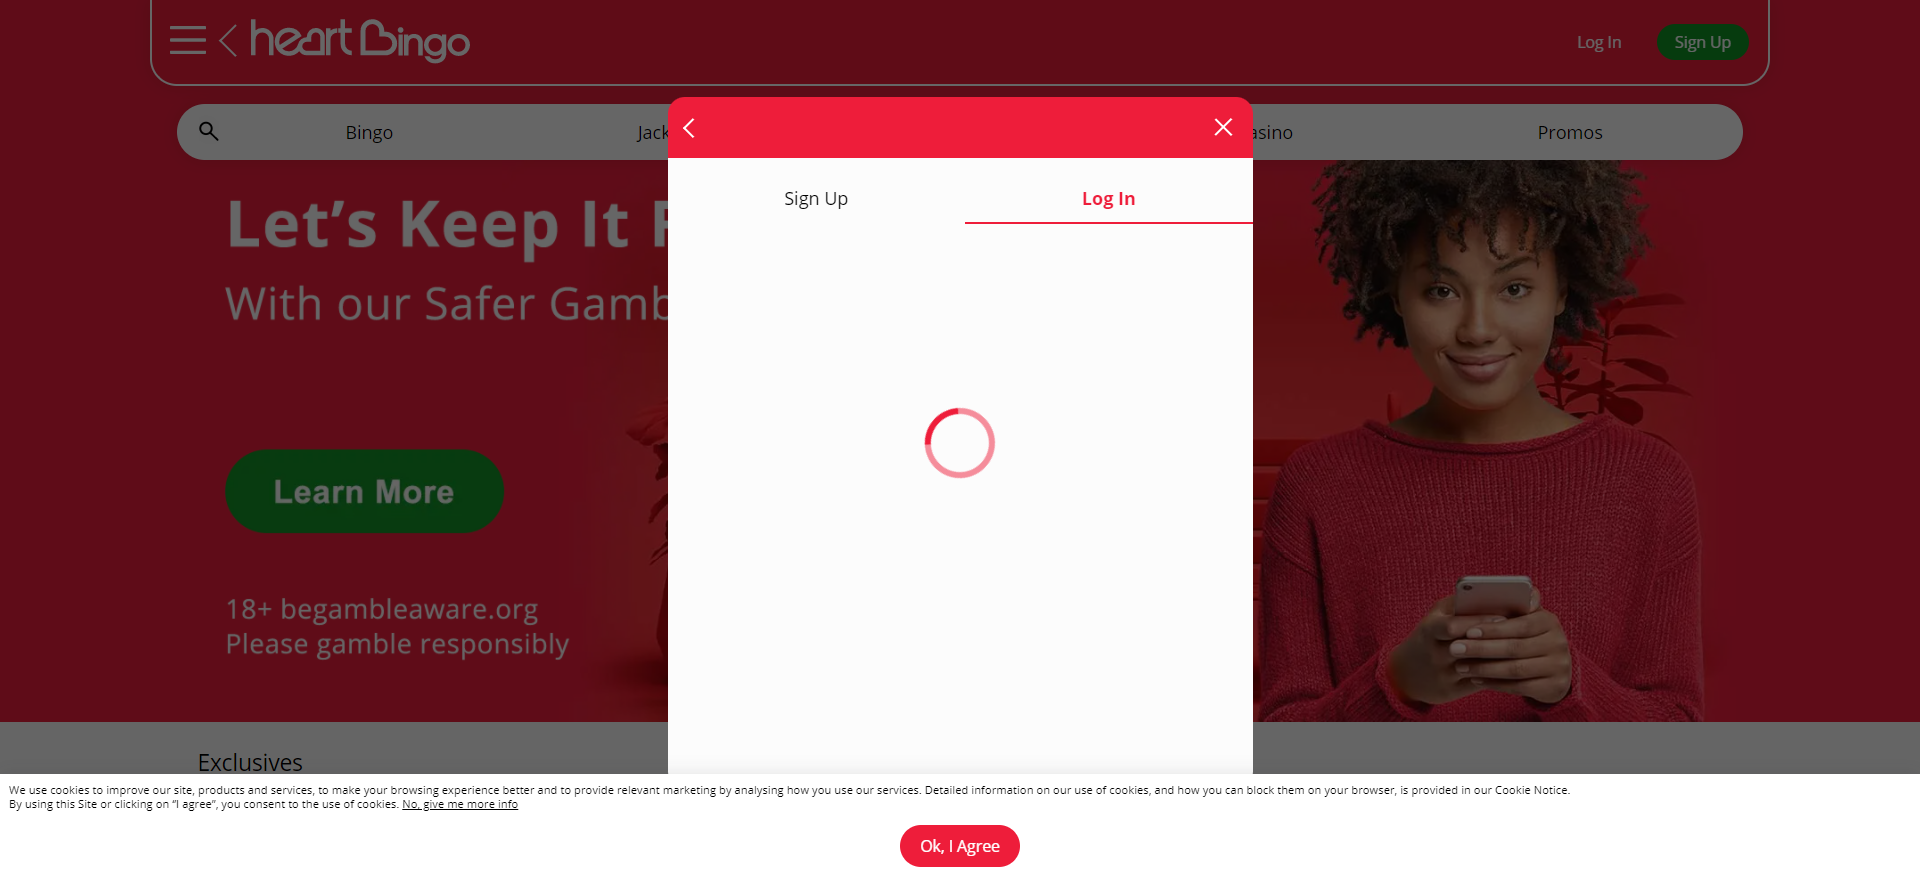 heart Bingo
Log In
Sign Up
Bingo
Jack
asino
Promos
Sign Up
Log In
Let's Keep It
With our Safer Gamb
Learn More
18+ begambleaware.org
Please gamble responsibly
Exclusives
We use cookies to improve our site, products and services, to make your browsing experience better and to provide relevant marketing by analysing how you use our services. Detailed information on our use of cookies, and how you can block them on your browser, is provided in our Cookie Notice.
By using this Site or clicking on “I agree”, you consent to the use of cookies. No, give me more info
Ok, I Agree